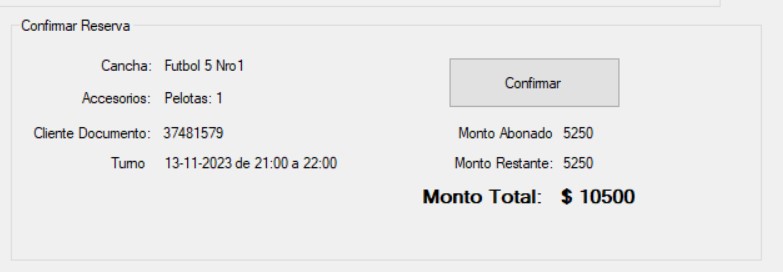 Confirmar Reserva
Cancha: Futbol 5 Nro1
Accesorios: Pelotas: 1
Cliente Documento: 37481579
Turno 13-11-2023 de 21:00 a 22:00
Confirmar
Monto Abonado 5250
Monto Restante: 5250
Monto Total: $ 10500